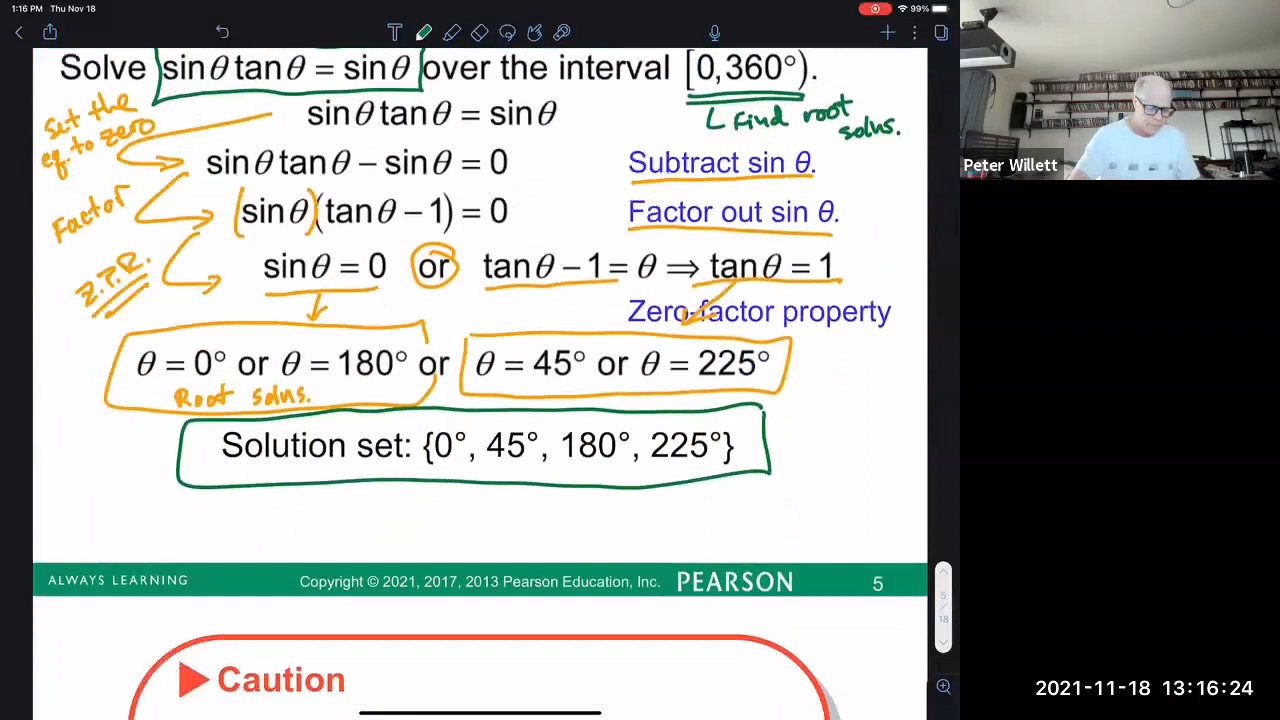 1:16 PM Thu Nov 18
99%
Solve sinθ tanθ = sinθ over the interval [0,360°).
sinθ tanθ = sinθ
L find root
solns.
set the
eq. to zero
sinθ tanθ − sinθ = 0
Subtract sin θ.
Factor
(sinθ)(tanθ − 1) = 0
Factor out sin θ.
Z.P.R.
sinθ = 0 or tanθ − 1 = θ ⇒ tanθ = 1
Zero-factor property
θ = 0° or θ = 180° or θ = 45° or θ = 225°
Root solns.
Solution set: {0°, 45°, 180°, 225°}
ALWAYS LEARNING
Copyright © 2021, 2017, 2013 Pearson Education, Inc.
PEARSON
5
Caution
5
/
18
Peter Willett
2021-11-18 13:16:24